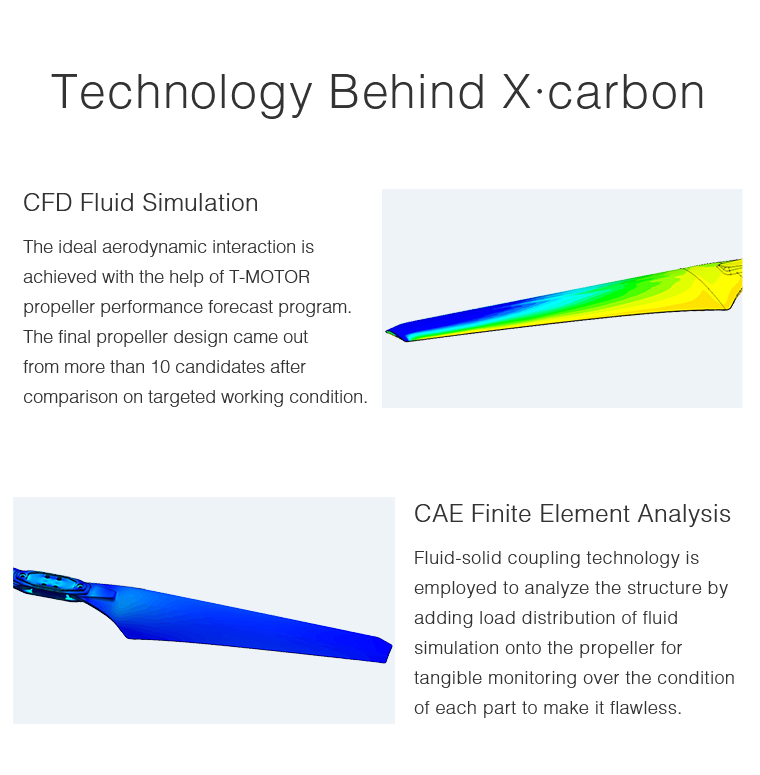 Technology Behind X·carbon
CFD Fluid Simulation
The ideal aerodynamic interaction is
achieved with the help of T-MOTOR
propeller performance forecast program.
The final propeller design came out
from more than 10 candidates after
comparison on targeted working condition.
CAE Finite Element Analysis
Fluid-solid coupling technology is
employed to analyze the structure by
adding load distribution of fluid
simulation onto the propeller for
tangible monitoring over the condition
of each part to make it flawless.